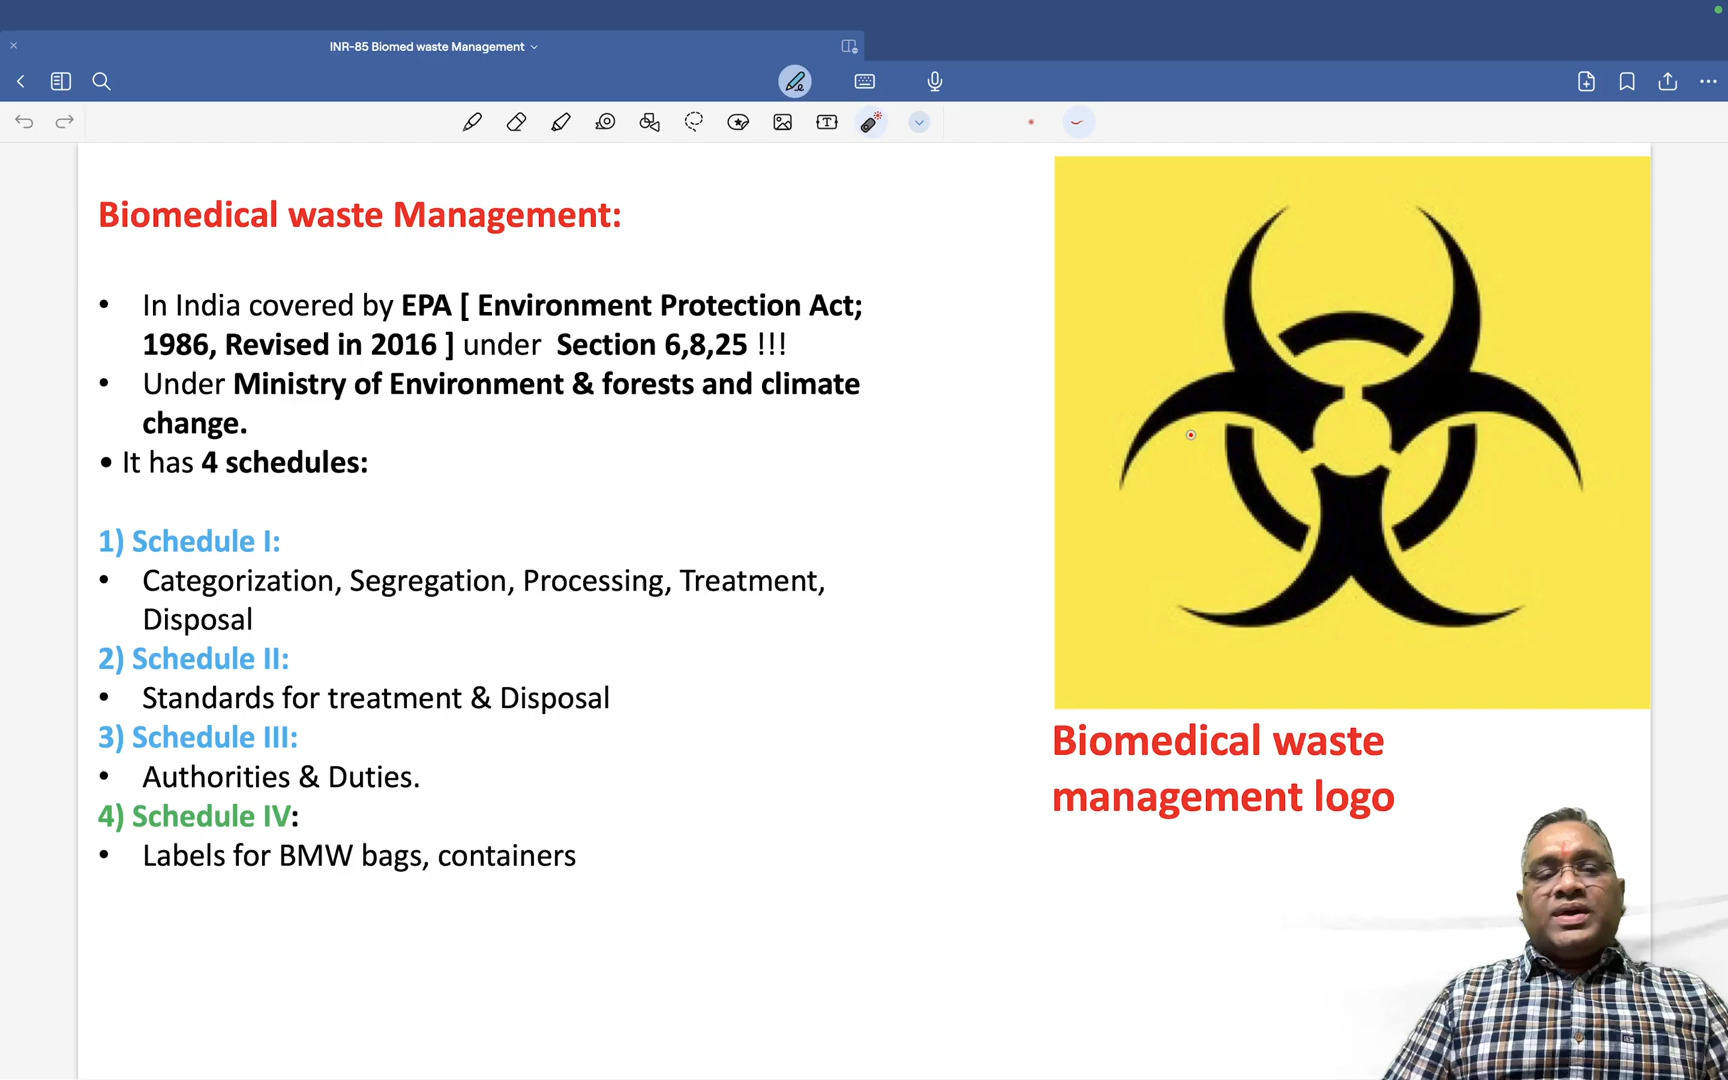 INR-85 Biomed waste Management
Biomedical waste Management:
• In India covered by EPA [ Environment Protection Act;
1986, Revised in 2016 ] under Section 6,8,25 !!!
• Under Ministry of Environment & forests and climate
change.
• It has 4 schedules:
1) Schedule I:
• Categorization, Segregation, Processing, Treatment,
Disposal
2) Schedule II:
• Standards for treatment & Disposal
3) Schedule III:
• Authorities & Duties.
4) Schedule IV:
• Labels for BMW bags, containers
Biomedical waste
management logo